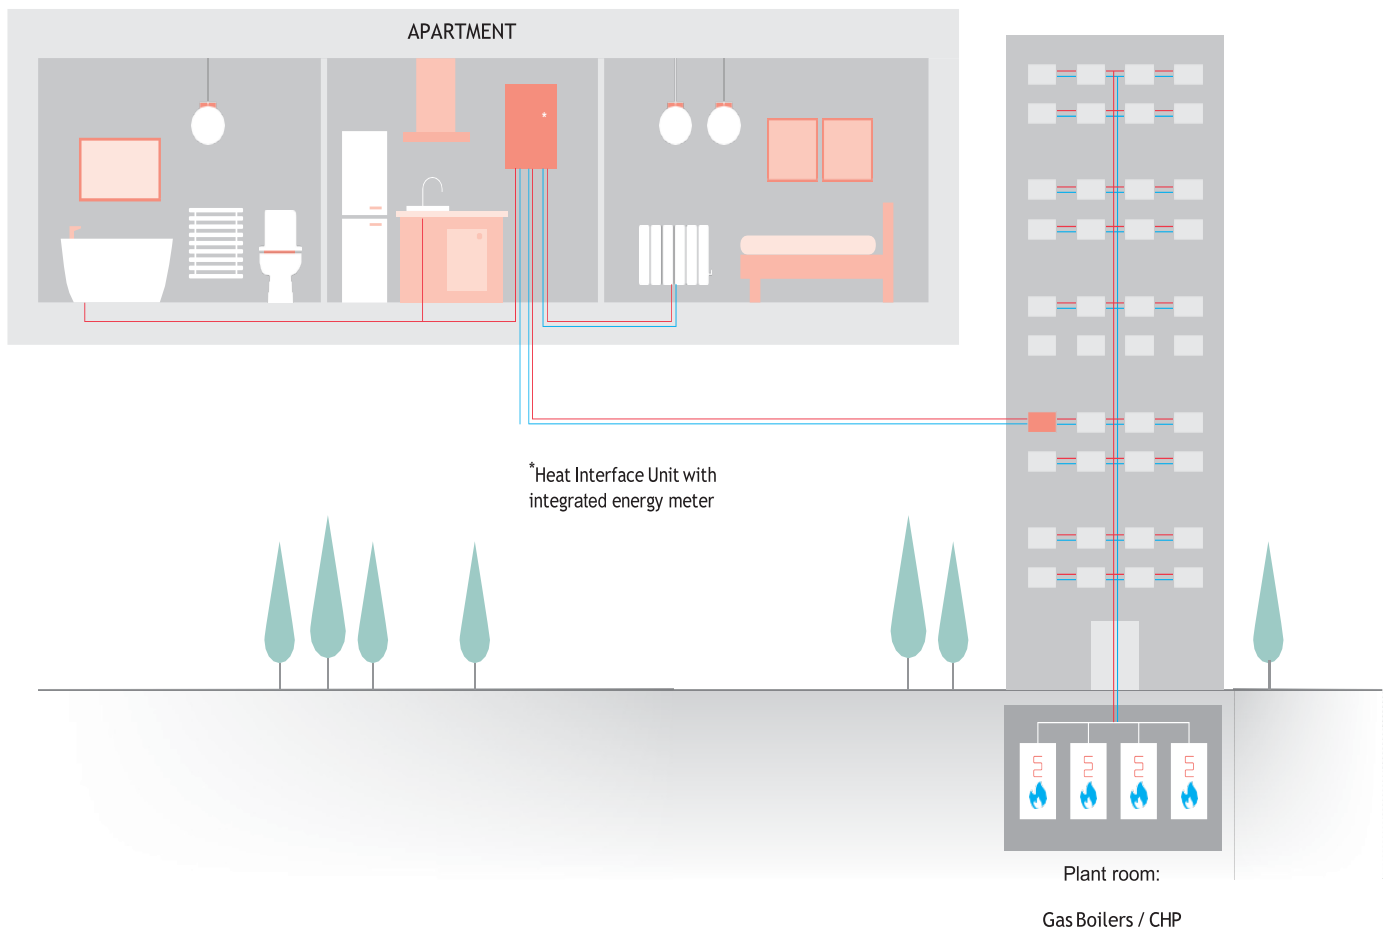 APARTMENT
*Heat Interface Unit with
integrated energy meter
Plant room:
Gas Boilers / CHP